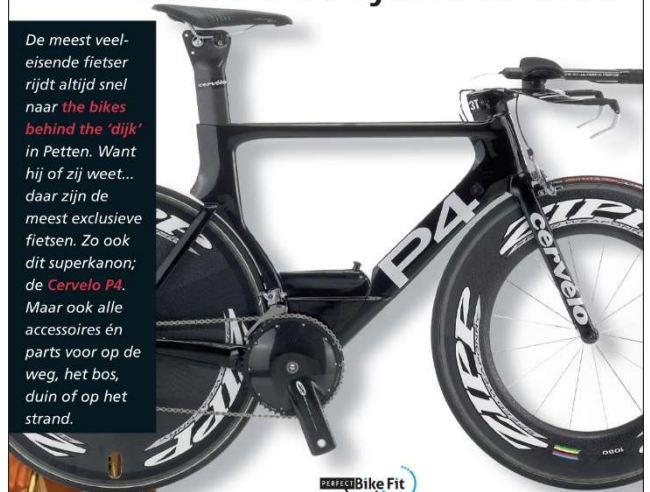 De meest veel-
eisende fietser
rijdt altijd snel
naar the bikes
behind the ‘dijk’
in Petten. Want
hij of zij weet...
daar zijn de
meest exclusieve
fietsen. Zo ook
dit superkanon;
de Cervelo P4.
Maar ook alle
accessoires én
parts voor op de
weg, het bos,
duin of op het
strand.
cervélo
3T
P4
cervélo
ZIPP
ZIPP
ZIPP
ZIPP
1080
PERFECT Bike Fit